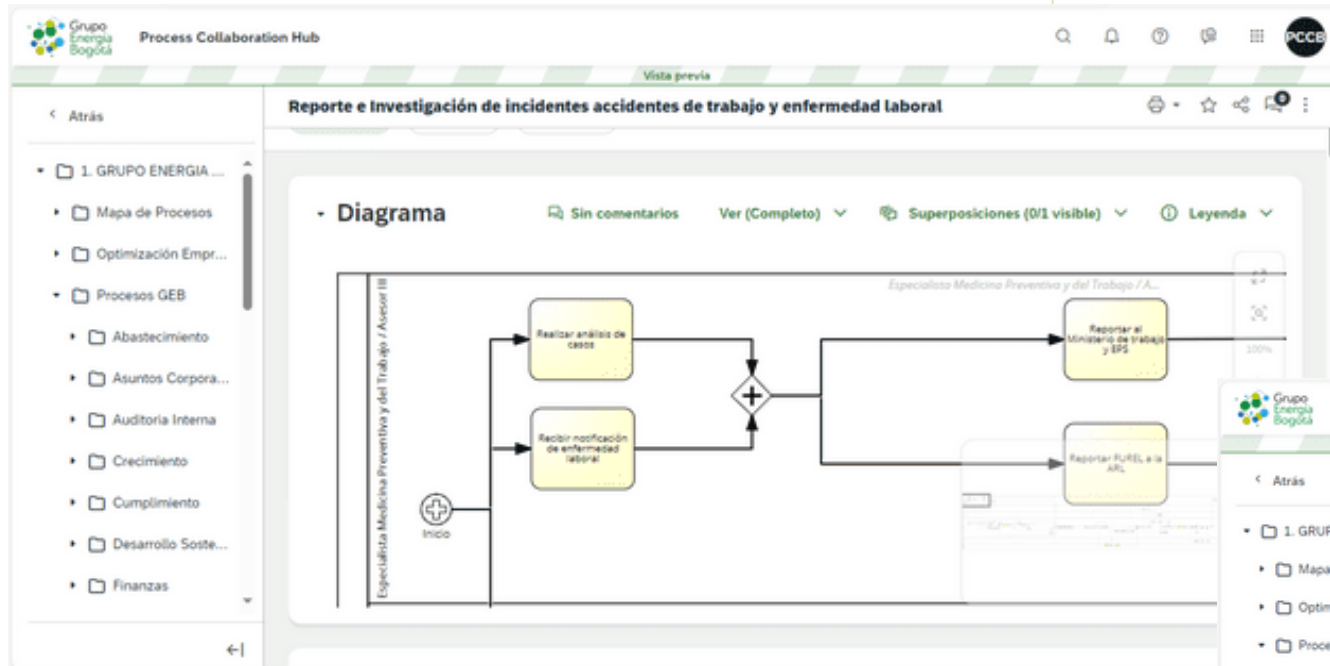 Grupo
Energía
Bogotá
Process Collaboration Hub
PCCB
Vista previa
Atrás
Reporte e Investigación de incidentes accidentes de trabajo y enfermedad laboral
0
1. GRUPO ENERGIA ....
Mapa de Procesos
Optimización Empr...
Procesos GEB
Abastecimiento
Asuntos Corpora...
Auditoria Interna
Crecimiento
Cumplimiento
Desarrollo Soste...
Finanzas
Diagrama
Sin comentarios
Ver (Completo)
Superposiciones (0/1 visible)
Leyenda
Especialista Medicina Preventiva y del Trabajo / Asesor III
Especialista Medicina Preventiva y del Trabajo / A...
Realizar análisis de
casos
Recibir notificación
de enfermedad
laboral
Inicio
Reportar al
Ministerio de trabajo
y EPS
Reportar FUREL a la
ARL
100%
Grupo
Energía
Bogotá
Atrás
1. GRUP
Mapa
Optim
Proce